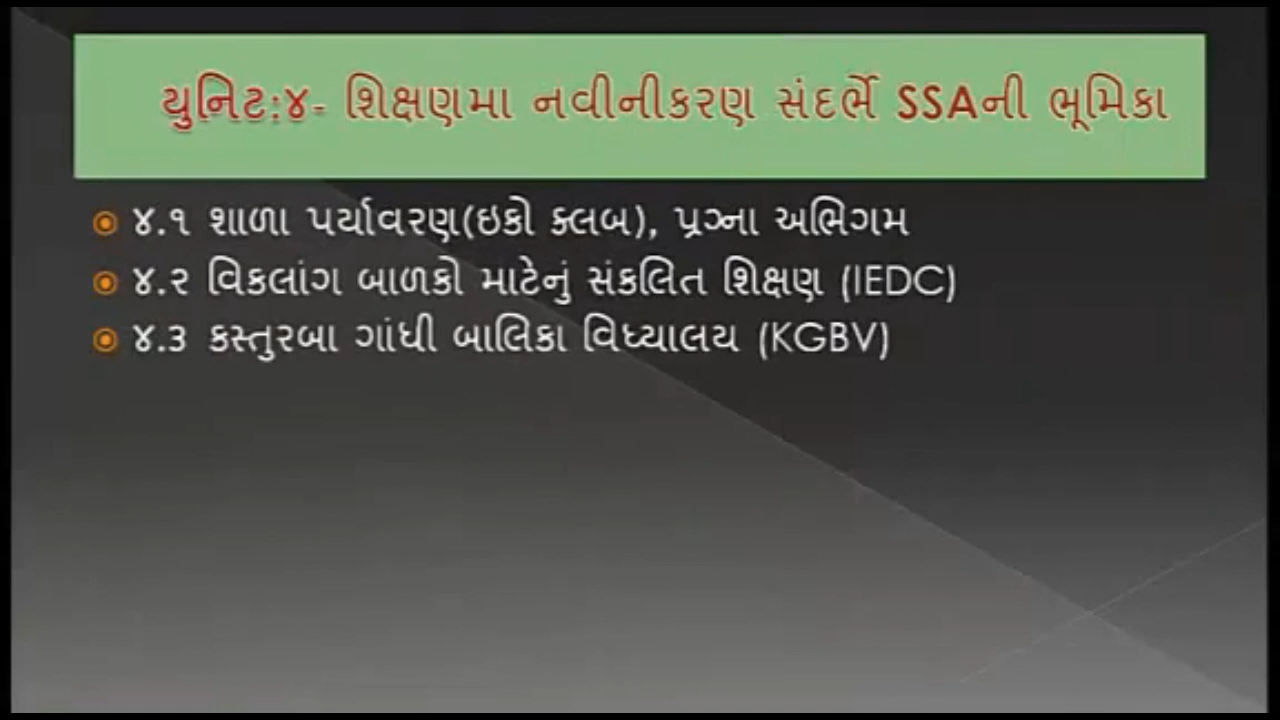 યુનિટ:૪- શિક્ષણમા નવીનીકરણ સંદર્ભે SSAની ભૂમિકા
૪.૧ શાળા પર્યાવરણ(ઇકો ક્લબ), પ્રગ્ના અભિગમ
૪.૨ વિકલાંગ બાળકો માટેનું સંકલિત શિક્ષણ (IEDC)
૪.૩ કસ્તુરબા ગાંધી બાલિકા વિધ્યાલય (KGBV)